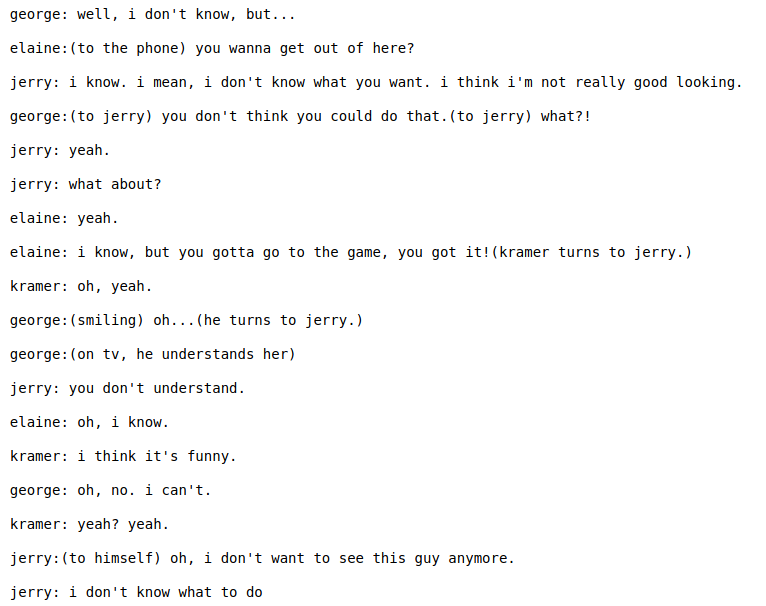 george: well, i don't know, but...
elaine:(to the phone) you wanna get out of here?
jerry: i know. i mean, i don't know what you want. i think i'm not really good looking.
george:(to jerry) you don't think you could do that.(to jerry) what?!
jerry: yeah.
jerry: what about?
elaine: yeah.
elaine: i know, but you gotta go to the game, you got it!(kramer turns to jerry.)
kramer: oh, yeah.
george:(smiling) oh...(he turns to jerry.)
george:(on tv, he understands her)
jerry: you don't understand.
elaine: oh, i know.
kramer: i think it's funny.
george: oh, no. i can't.
kramer: yeah? yeah.
jerry:(to himself) oh, i don't want to see this guy anymore.
jerry: i don't know what to do